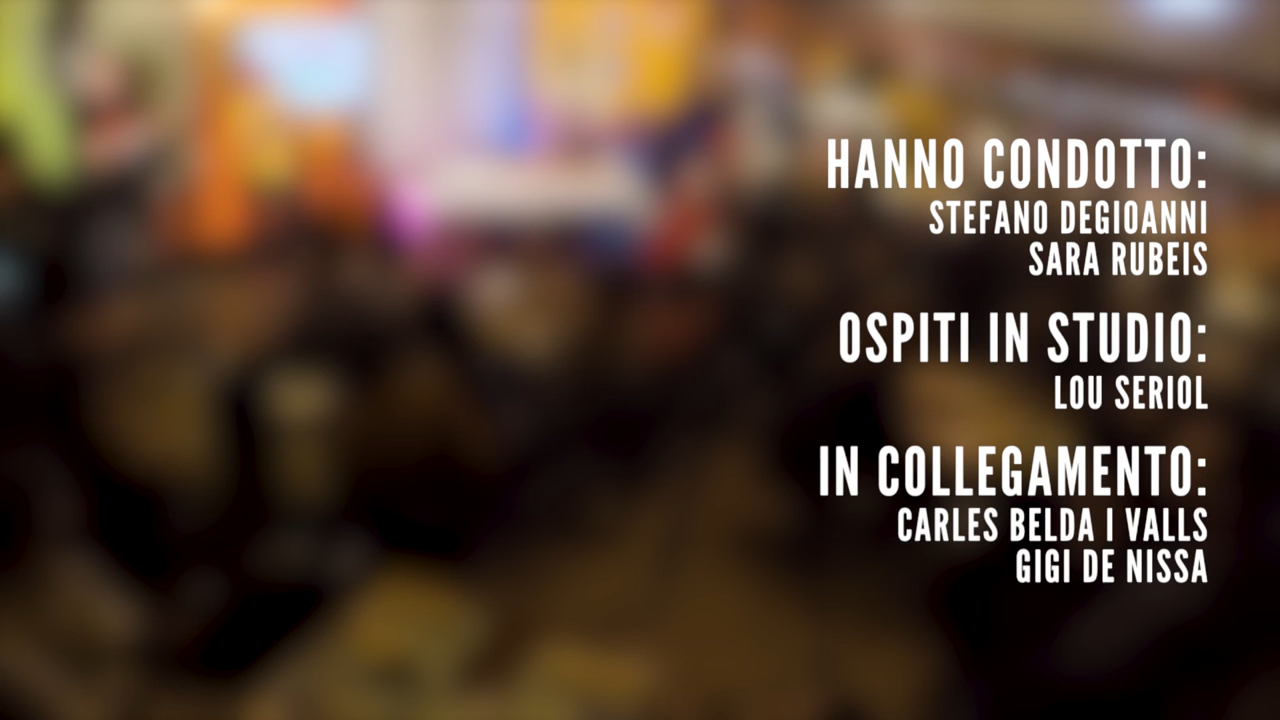 HANNO CONDOTTO:
STEFANO DEGIOANNI
SARA RUBEIS
OSPITI IN STUDIO:
LOU SERIOL
IN COLLEGAMENTO:
CARLES BELDA I VALLS
GIGI DE NISSA